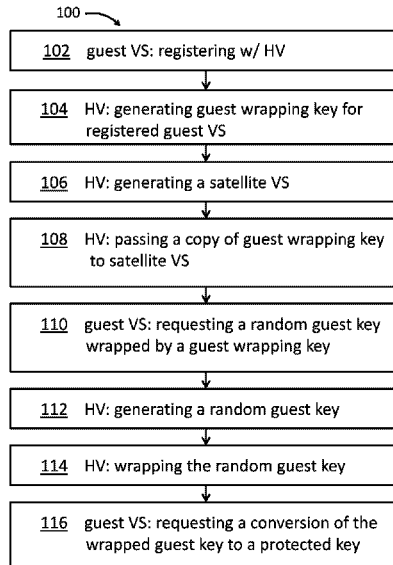 100
102 guest VS: registering w/ HV
104 HV: generating guest wrapping key for
registered guest VS
106 HV: generating a satellite VS
108 HV: passing a copy of guest wrapping key
to satellite VS
110 guest VS: requesting a random guest key
wrapped by a guest wrapping key
112 HV: generating a random guest key
114 HV: wrapping the random guest key
116 guest VS: requesting a conversion of the
wrapped guest key to a protected key